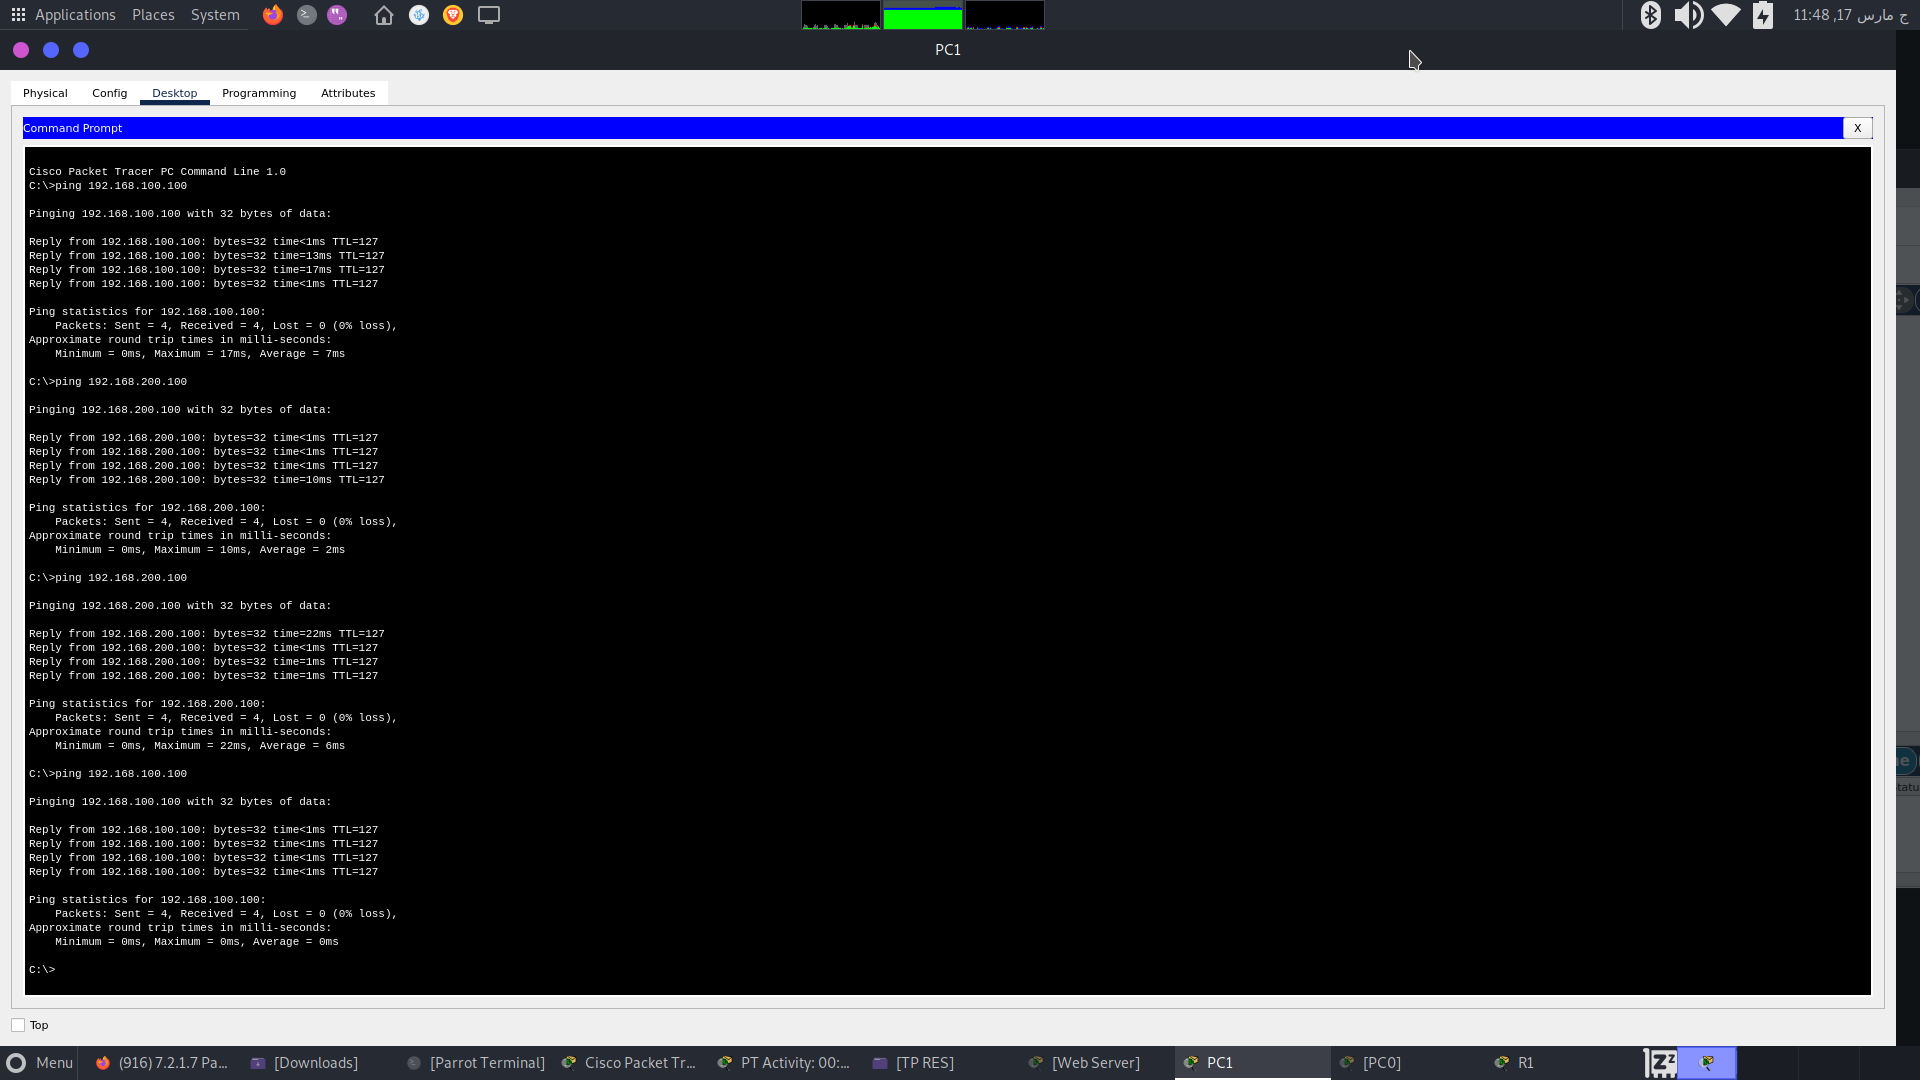 Applications Places System
ج مارس 17, 11:48
PC1
Physical Config Desktop Programming Attributes
Command Prompt
X
Cisco Packet Tracer PC Command Line 1.0
C:\>ping 192.168.100.100
Pinging 192.168.100.100 with 32 bytes of data:
Reply from 192.168.100.100: bytes=32 time<1ms TTL=127
Reply from 192.168.100.100: bytes=32 time=13ms TTL=127
Reply from 192.168.100.100: bytes=32 time=17ms TTL=127
Reply from 192.168.100.100: bytes=32 time<1ms TTL=127
Ping statistics for 192.168.100.100:
Packets: Sent = 4, Received = 4, Lost = 0 (0% loss),
Approximate round trip times in milli-seconds:
Minimum = 0ms, Maximum = 17ms, Average = 7ms
C:\>ping 192.168.200.100
Pinging 192.168.200.100 with 32 bytes of data:
Reply from 192.168.200.100: bytes=32 time<1ms TTL=127
Reply from 192.168.200.100: bytes=32 time<1ms TTL=127
Reply from 192.168.200.100: bytes=32 time<1ms TTL=127
Reply from 192.168.200.100: bytes=32 time=10ms TTL=127
Ping statistics for 192.168.200.100:
Packets: Sent = 4, Received = 4, Lost = 0 (0% loss),
Approximate round trip times in milli-seconds:
Minimum = 0ms, Maximum = 10ms, Average = 2ms
C:\>ping 192.168.200.100
Pinging 192.168.200.100 with 32 bytes of data:
Reply from 192.168.200.100: bytes=32 time=22ms TTL=127
Reply from 192.168.200.100: bytes=32 time<1ms TTL=127
Reply from 192.168.200.100: bytes=32 time=1ms TTL=127
Reply from 192.168.200.100: bytes=32 time=1ms TTL=127
Ping statistics for 192.168.200.100:
Packets: Sent = 4, Received = 4, Lost = 0 (0% loss),
Approximate round trip times in milli-seconds:
Minimum = 0ms, Maximum = 22ms, Average = 6ms
C:\>ping 192.168.100.100
Pinging 192.168.100.100 with 32 bytes of data:
Reply from 192.168.100.100: bytes=32 time<1ms TTL=127
Reply from 192.168.100.100: bytes=32 time<1ms TTL=127
Reply from 192.168.100.100: bytes=32 time<1ms TTL=127
Reply from 192.168.100.100: bytes=32 time<1ms TTL=127
Ping statistics for 192.168.100.100:
Packets: Sent = 4, Received = 4, Lost = 0 (0% loss),
Approximate round trip times in milli-seconds:
Minimum = 0ms, Maximum = 0ms, Average = 0ms
C:\>
Top
Menu (916) 7.2.1.7 Pa... [Downloads] [Parrot Terminal] Cisco Packet Tr... PT Activity: 00:... [TP RES] [Web Server] PC1 [PC0] R1